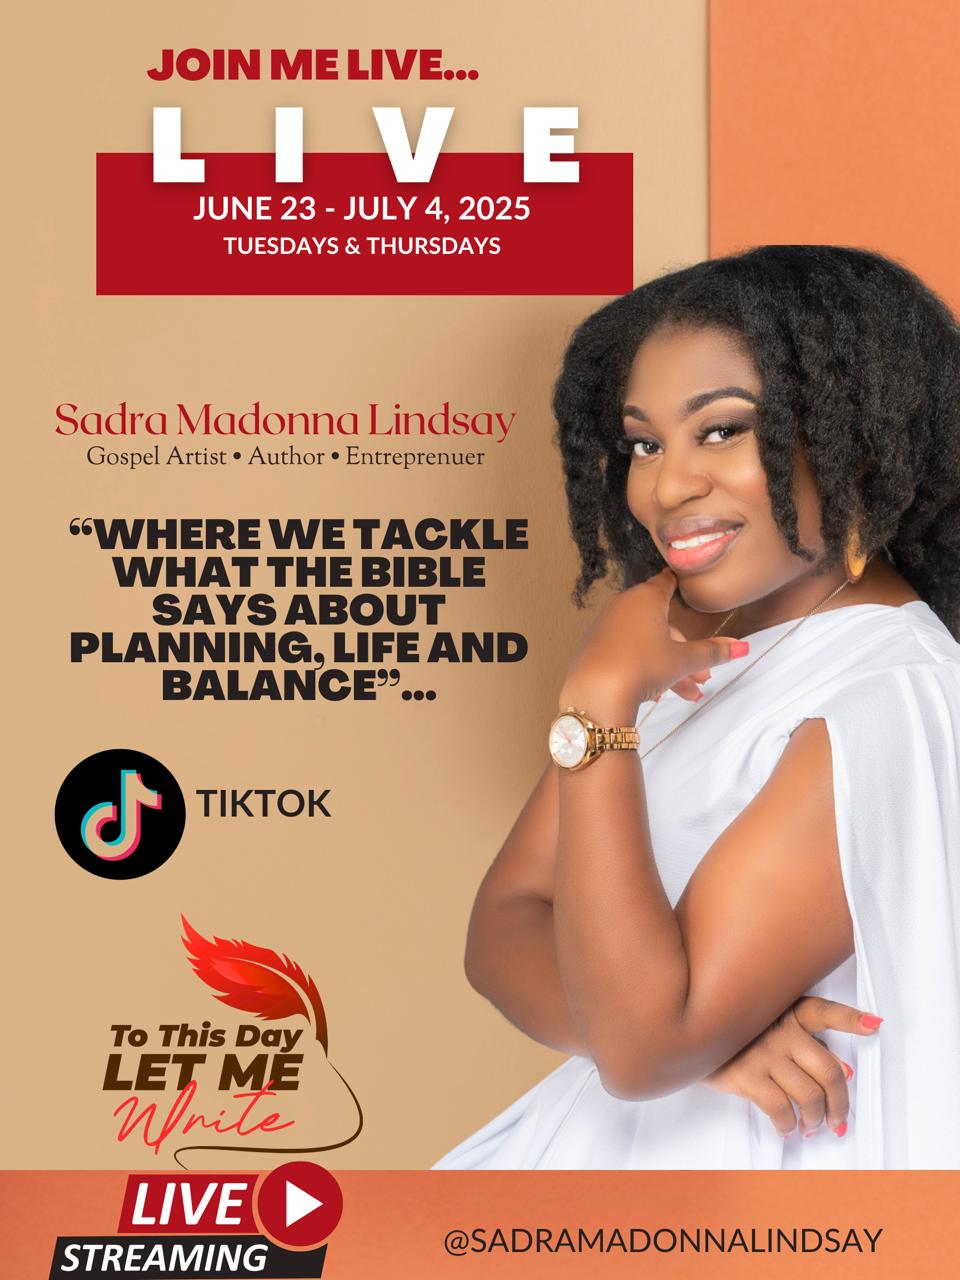 JOIN ME LIVE...
LIVE
JUNE 23 - JULY 4, 2025
TUESDAYS & THURSDAYS
Sadra Madonna Lindsay
Gospel Artist • Author • Entreprenuer
“WHERE WE TACKLE
WHAT THE BIBLE
SAYS ABOUT
PLANNING, LIFE AND
BALANCE”...
TIKTOK
To This Day
LET ME
Write
LIVE
STREAMING
@SADRAMADONNALINDSAY